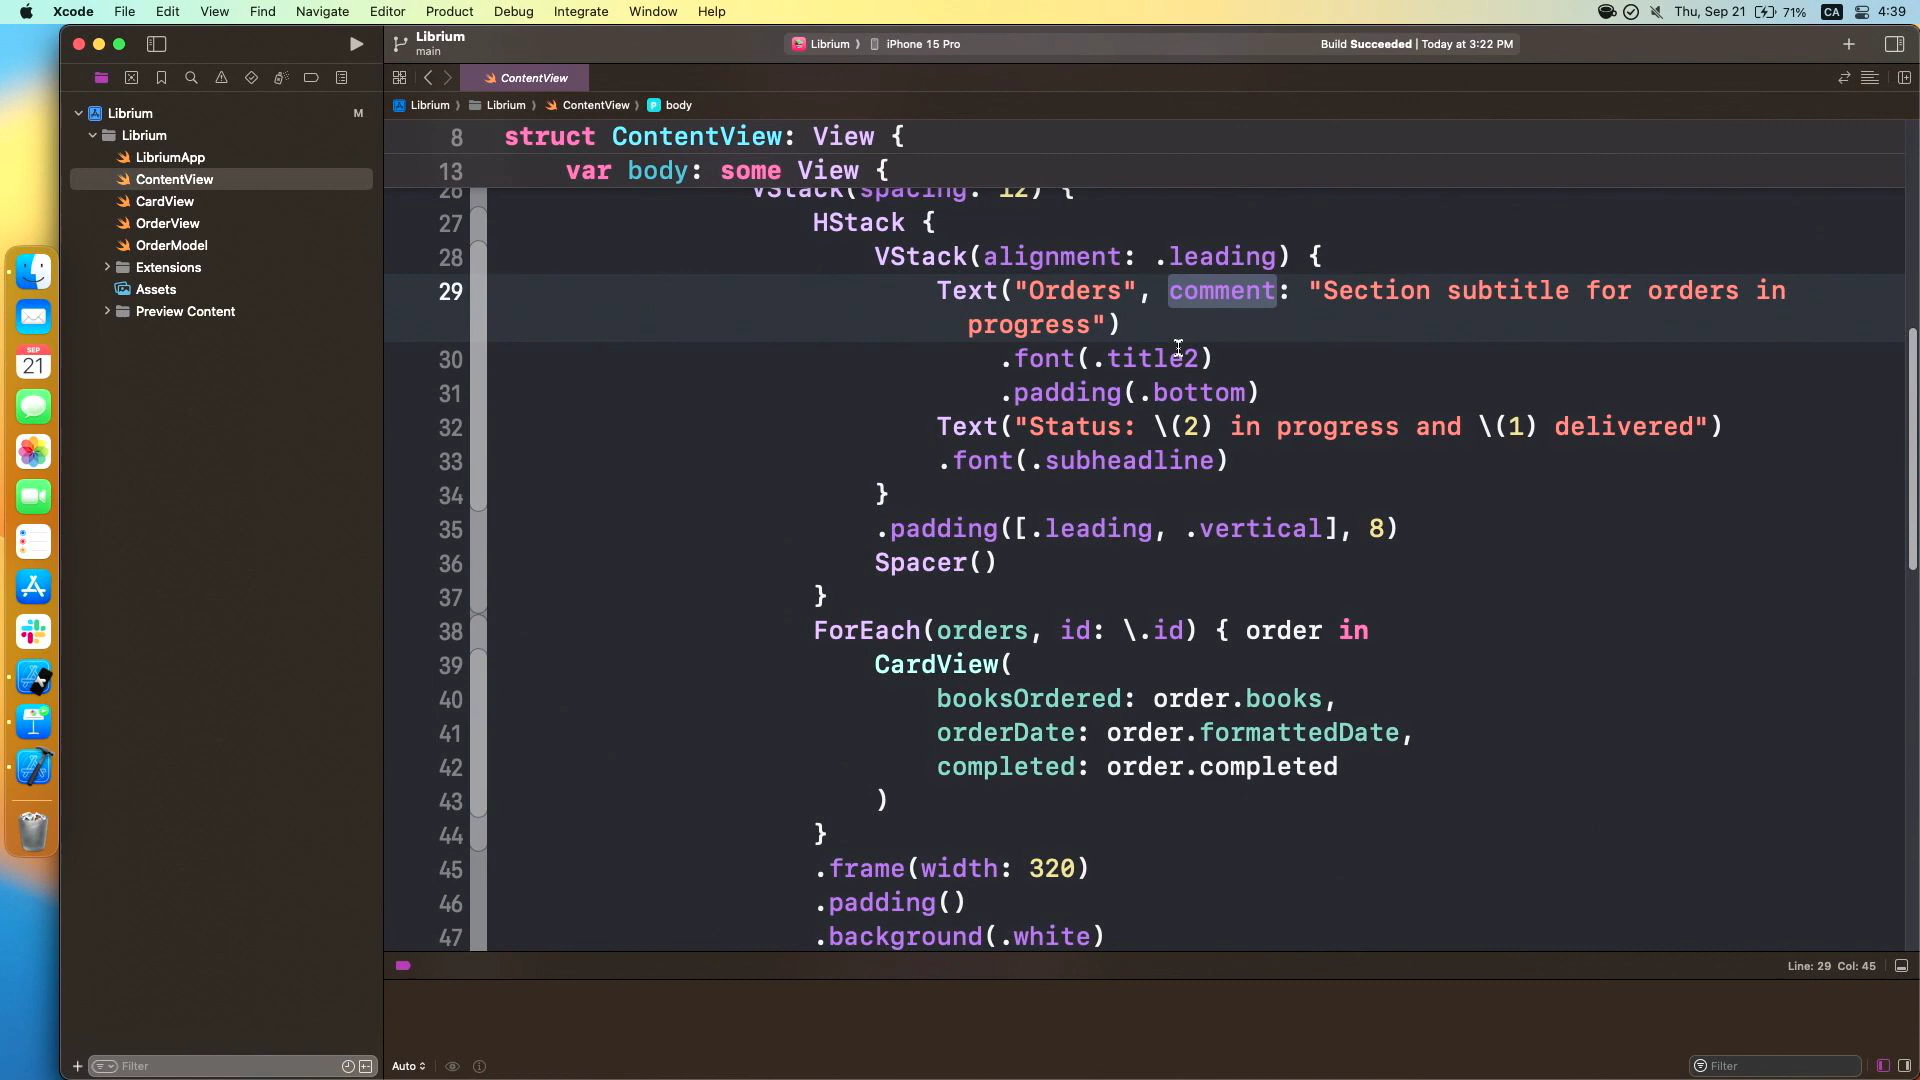 Xcode File Edit View Find Navigate Editor Product Debug Integrate Window Help
Thu, Sep 21 71% CA 4:39
Librium
main
Librium iPhone 15 Pro
Build Succeeded | Today at 3:22 PM
ContentView
Librium Librium ContentView body
Librium M
Librium
LibriumApp
ContentView
CardView
OrderView
OrderModel
Extensions
Assets
Preview Content
SEP
21
8 struct ContentView: View {
13 var body: some View {
26 VStack(spacing: 12) {
27 HStack {
28 VStack(alignment: .leading) {
29 Text("Orders", comment: "Section subtitle for orders in
progress")
30 .font(.title2)
31 .padding(.bottom)
32 Text("Status: \(2) in progress and \(1) delivered")
33 .font(.subheadline)
34 }
35 .padding([.leading, .vertical], 8)
36 Spacer()
37 }
38 ForEach(orders, id: \.id) { order in
39 CardView(
40 booksOrdered: order.books,
41 orderDate: order.formattedDate,
42 completed: order.completed
43 )
44 }
45 .frame(width: 320)
46 .padding()
47 .background(.white)
Line: 29 Col: 45
Filter
Auto
Filter